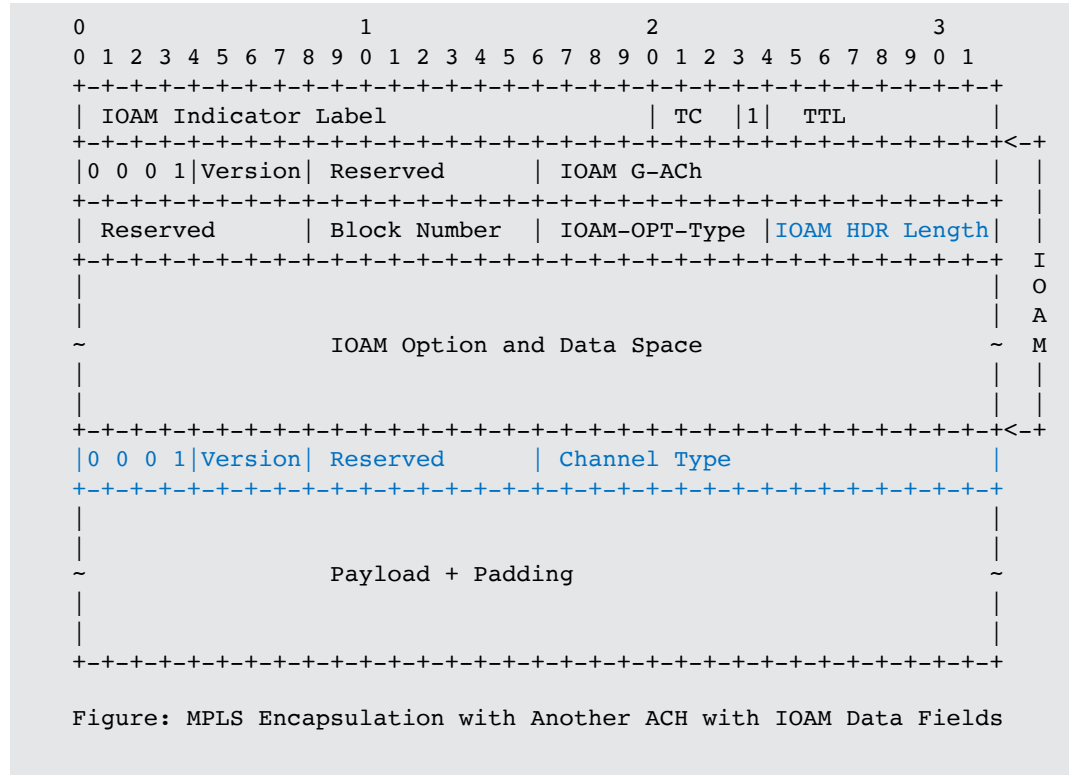 0                   1                   2                   3
0 1 2 3 4 5 6 7 8 9 0 1 2 3 4 5 6 7 8 9 0 1 2 3 4 5 6 7 8 9 0 1
+-+-+-+-+-+-+-+-+-+-+-+-+-+-+-+-+-+-+-+-+-+-+-+-+-+-+-+-+-+-+-+-+
| IOAM Indicator Label                  | TC  |1|  TTL          |
+-+-+-+-+-+-+-+-+-+-+-+-+-+-+-+-+-+-+-+-+-+-+-+-+-+-+-+-+-+-+-+-+<-+
|0 0 0 1|Version| Reserved      | IOAM G-ACh                    |  |
+-+-+-+-+-+-+-+-+-+-+-+-+-+-+-+-+-+-+-+-+-+-+-+-+-+-+-+-+-+-+-+-+  |
| Reserved      | Block Number  | IOAM-OPT-Type |IOAM HDR Length|  |
+-+-+-+-+-+-+-+-+-+-+-+-+-+-+-+-+-+-+-+-+-+-+-+-+-+-+-+-+-+-+-+-+  I
|                                                               |  O
|                                                               |  A
~                 IOAM Option and Data Space                    ~  M
|                                                               |  |
|                                                               |  |
+-+-+-+-+-+-+-+-+-+-+-+-+-+-+-+-+-+-+-+-+-+-+-+-+-+-+-+-+-+-+-+-+<-+
|0 0 0 1|Version| Reserved      | Channel Type                  |
+-+-+-+-+-+-+-+-+-+-+-+-+-+-+-+-+-+-+-+-+-+-+-+-+-+-+-+-+-+-+-+-+
|                                                               |
|                                                               |
~                 Payload + Padding                             ~
|                                                               |
|                                                               |
+-+-+-+-+-+-+-+-+-+-+-+-+-+-+-+-+-+-+-+-+-+-+-+-+-+-+-+-+-+-+-+-+
Figure: MPLS Encapsulation with Another ACH with IOAM Data Fields